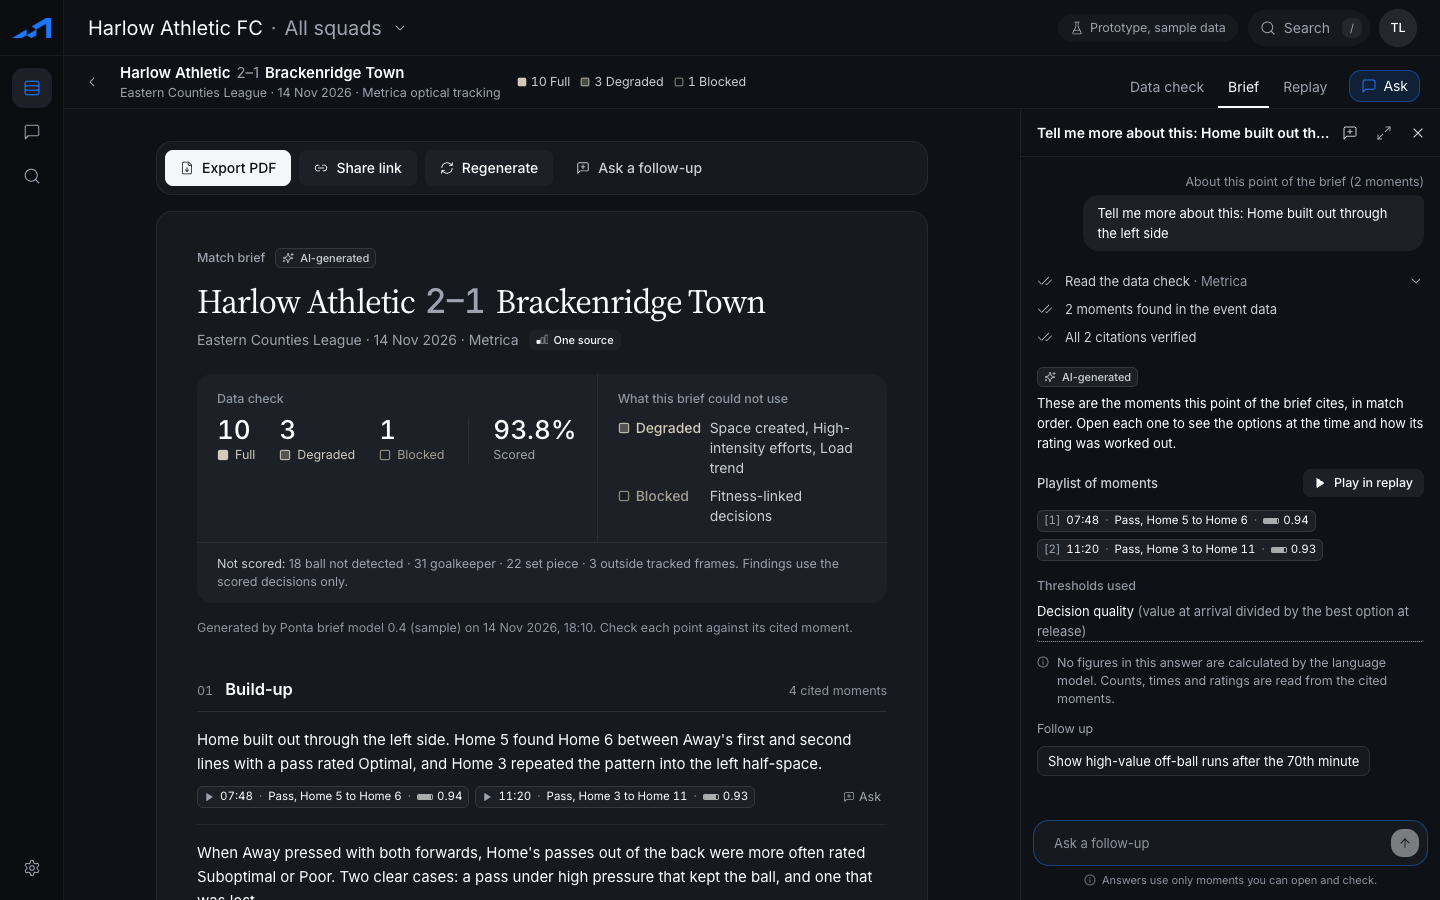 Harlow Athletic FC · All squads
Prototype, sample data
Search /
TL
Harlow Athletic 2–1 Brackenridge Town
Eastern Counties League · 14 Nov 2026 · Metrica optical tracking
10 Full 3 Degraded 1 Blocked
Data check Brief Replay Ask
Export PDF Share link Regenerate Ask a follow-up
Match brief AI-generated
Harlow Athletic 2–1 Brackenridge Town
Eastern Counties League · 14 Nov 2026 · Metrica One source
Data check
10 3 1 93.8%
Full Degraded Blocked Scored
What this brief could not use
Degraded Space created, High-
intensity efforts, Load
trend
Blocked Fitness-linked
decisions
Not scored: 18 ball not detected · 31 goalkeeper · 22 set piece · 3 outside tracked frames. Findings use the
scored decisions only.
Generated by Ponta brief model 0.4 (sample) on 14 Nov 2026, 18:10. Check each point against its cited moment.
01 Build-up 4 cited moments
Home built out through the left side. Home 5 found Home 6 between Away's first and second
lines with a pass rated Optimal, and Home 3 repeated the pattern into the left half-space.
07:48 · Pass, Home 5 to Home 6 · 0.94 11:20 · Pass, Home 3 to Home 11 · 0.93 Ask
When Away pressed with both forwards, Home's passes out of the back were more often rated
Suboptimal or Poor. Two clear cases: a pass under high pressure that kept the ball, and one that
was lost.
Tell me more about this: Home built out th...
About this point of the brief (2 moments)
Tell me more about this: Home built out through
the left side
Read the data check · Metrica
2 moments found in the event data
All 2 citations verified
AI-generated
These are the moments this point of the brief cites, in match
order. Open each one to see the options at the time and how its
rating was worked out.
Playlist of moments Play in replay
[1] 07:48 · Pass, Home 5 to Home 6 · 0.94
[2] 11:20 · Pass, Home 3 to Home 11 · 0.93
Thresholds used
Decision quality (value at arrival divided by the best option at
release)
No figures in this answer are calculated by the language
model. Counts, times and ratings are read from the cited
moments.
Follow up
Show high-value off-ball runs after the 70th minute
Ask a follow-up
Answers use only moments you can open and check.